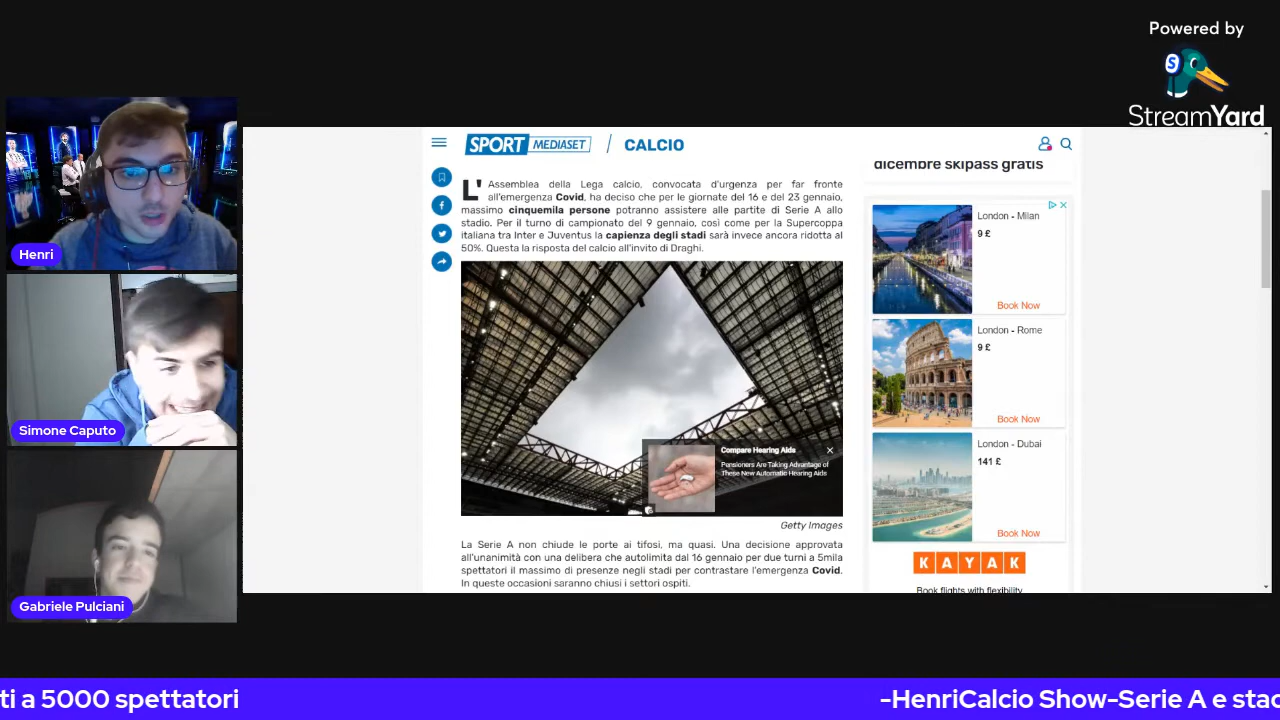 Powered by
StreamYard
Henri
Simone Caputo
Gabriele Pulciani
SPORT MEDIASET / CALCIO
L'Assemblea della Lega calcio, convocata d'urgenza per far fronte
all'emergenza Covid, ha deciso che per le giornate del 16 e del 23 gennaio,
massimo cinquemila persone potranno assistere alle partite di Serie A allo
stadio. Per il turno di campionato del 9 gennaio, così come per la Supercoppa
italiana tra Inter e Juventus la capienza degli stadi sarà invece ancora ridotta al
50%. Questa la risposta del calcio all'invito di Draghi.
Compare Hearing Aids
Pensioners Are Taking Advantage of
These New Automatic Hearing Aids
Getty Images
La Serie A non chiude le porte ai tifosi, ma quasi. Una decisione approvata
all'unanimità con una delibera che autolimita dal 16 gennaio per due turni a 5mila
spettatori il massimo di presenze negli stadi per contrastare l'emergenza Covid.
In queste occasioni saranno chiusi i settori ospiti.
dicembre skipass gratis
London - Milan
9 £
Book Now
London - Rome
9 £
Book Now
London - Dubai
141 £
Book Now
KAYAK
Book flights with flexibility
ti a 5000 spettatori
-HenriCalcio Show-Serie A e stad